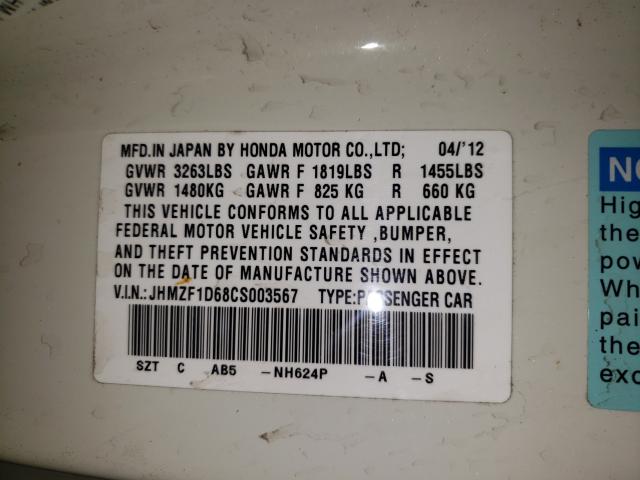 MFD.IN JAPAN BY HONDA MOTOR CO.,LTD; 04/'12
GVWR 3263LBS GAWR F 1819LBS R 1455LBS
GVWR 1480KG GAWR F 825 KG R 660 KG
THIS VEHICLE CONFORMS TO ALL APPLICABLE
FEDERAL MOTOR VEHICLE SAFETY ,BUMPER,
AND THEFT PREVENTION STANDARDS IN EFFECT
ON THE DATE OF MANUFACTURE SHOWN ABOVE.
V.I.N.: JHMZF1D68CS003567 TYPE:PASSENGER CAR
SZT C AB5 -NH624P -A -S
NO
Hig
the
pow
Wh
pai
the
exc